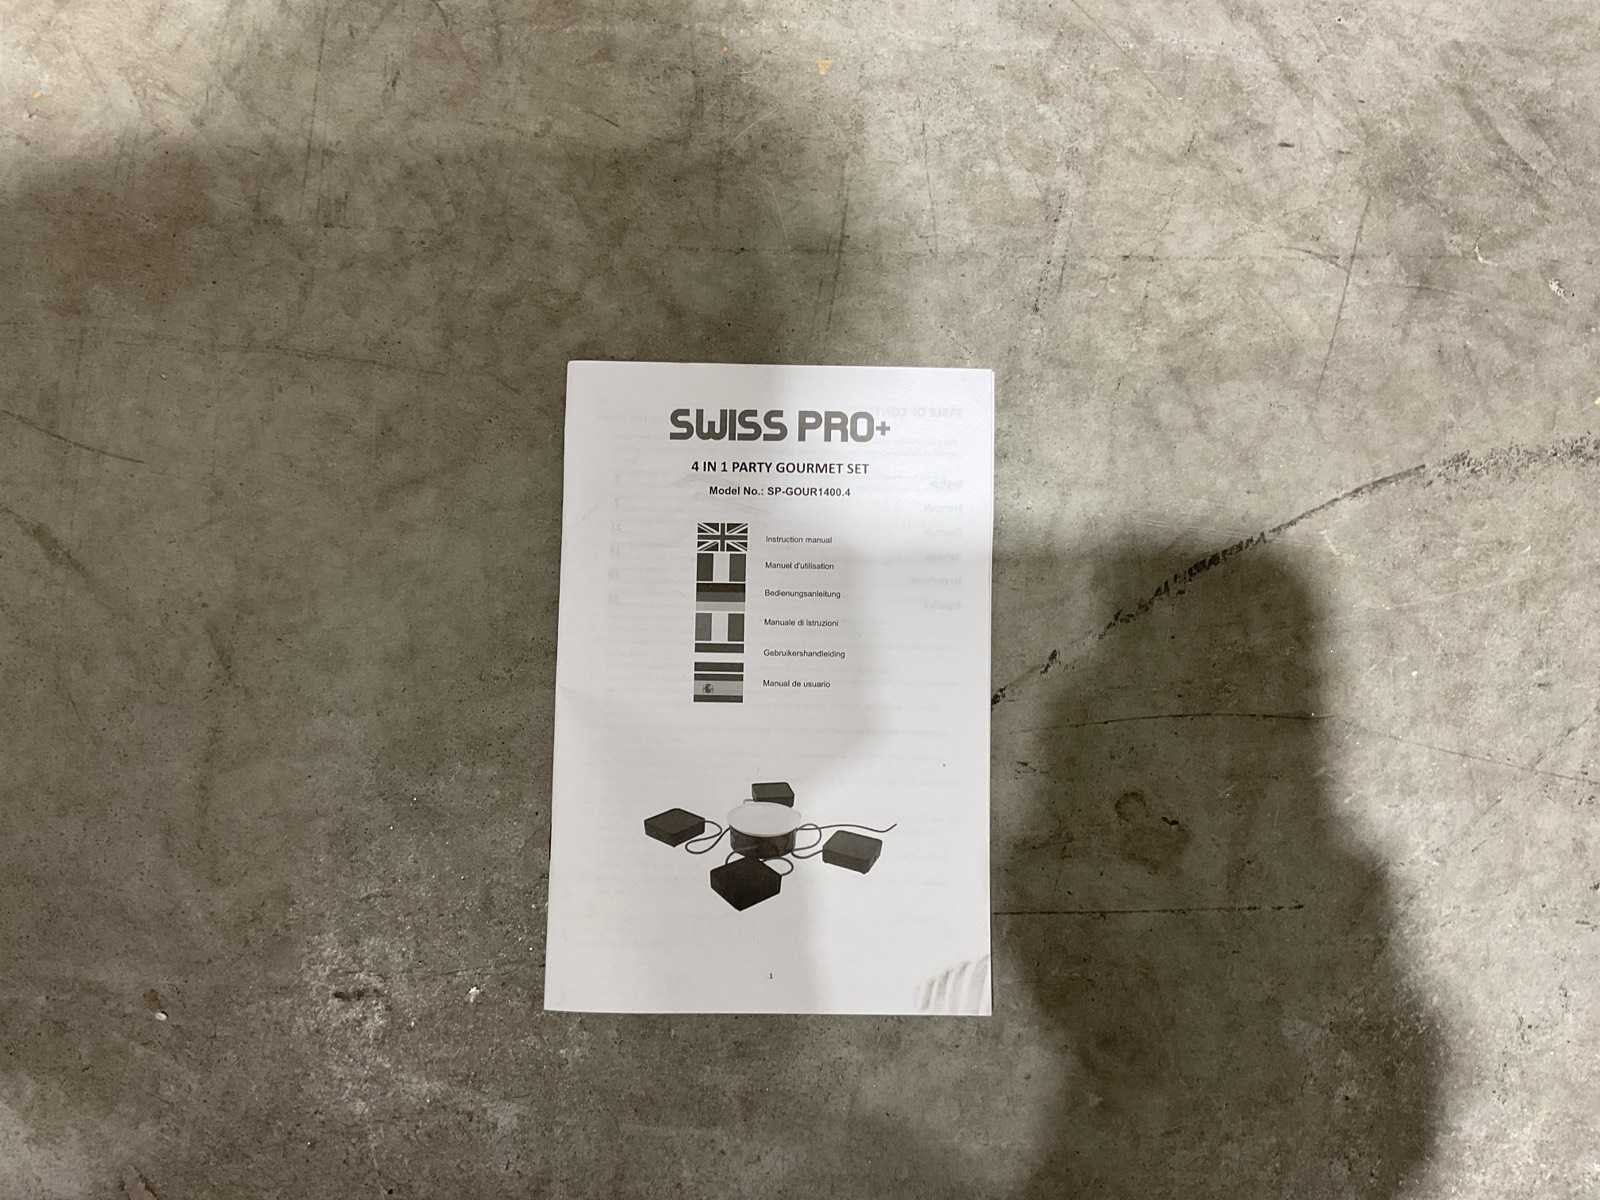 SWISS PRO+
4 IN 1 PARTY GOURMET SET
Model No.: SP-GOUR1400.4
Instruction manual
Manuel d'utilisation
Bedienungsanleitung
Manuale di istruzioni
Gebruikershandleiding
Manual de usuario
1